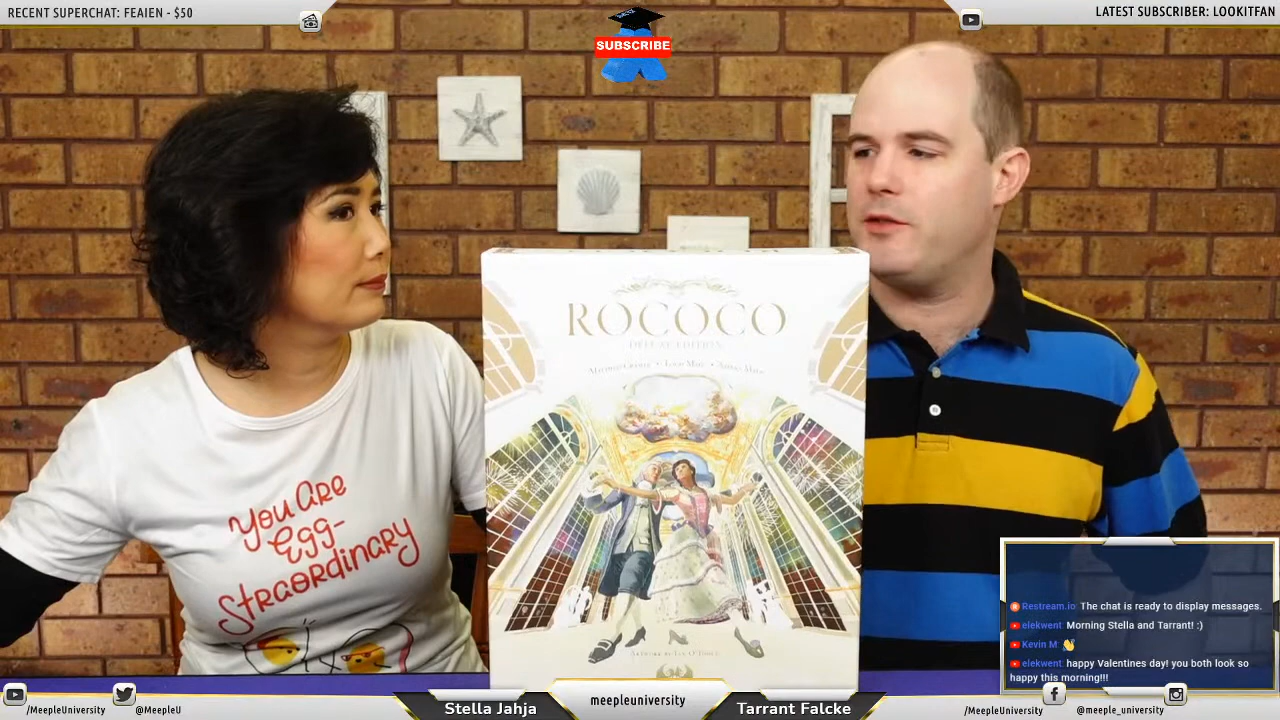 RECENT SUPERCHAT: FEAIEN - $50
LATEST SUBSCRIBER: LOOKITFAN
SUBSCRIBE
ROCOCO
DELUXE EDITION
You Are
Egg-
Straordinary
Restream.io The chat is ready to display messages.
elekwent Morning Stella and Tarrant! :)
Kevin M 👋
elekwent happy Valentines day! you both look so
happy this morning!!!
/MeepleUniversity
@MeepleU
Stella Jahja
meepleuniversity
Tarrant Falcke
/MeepleUniversity
@meeple_university